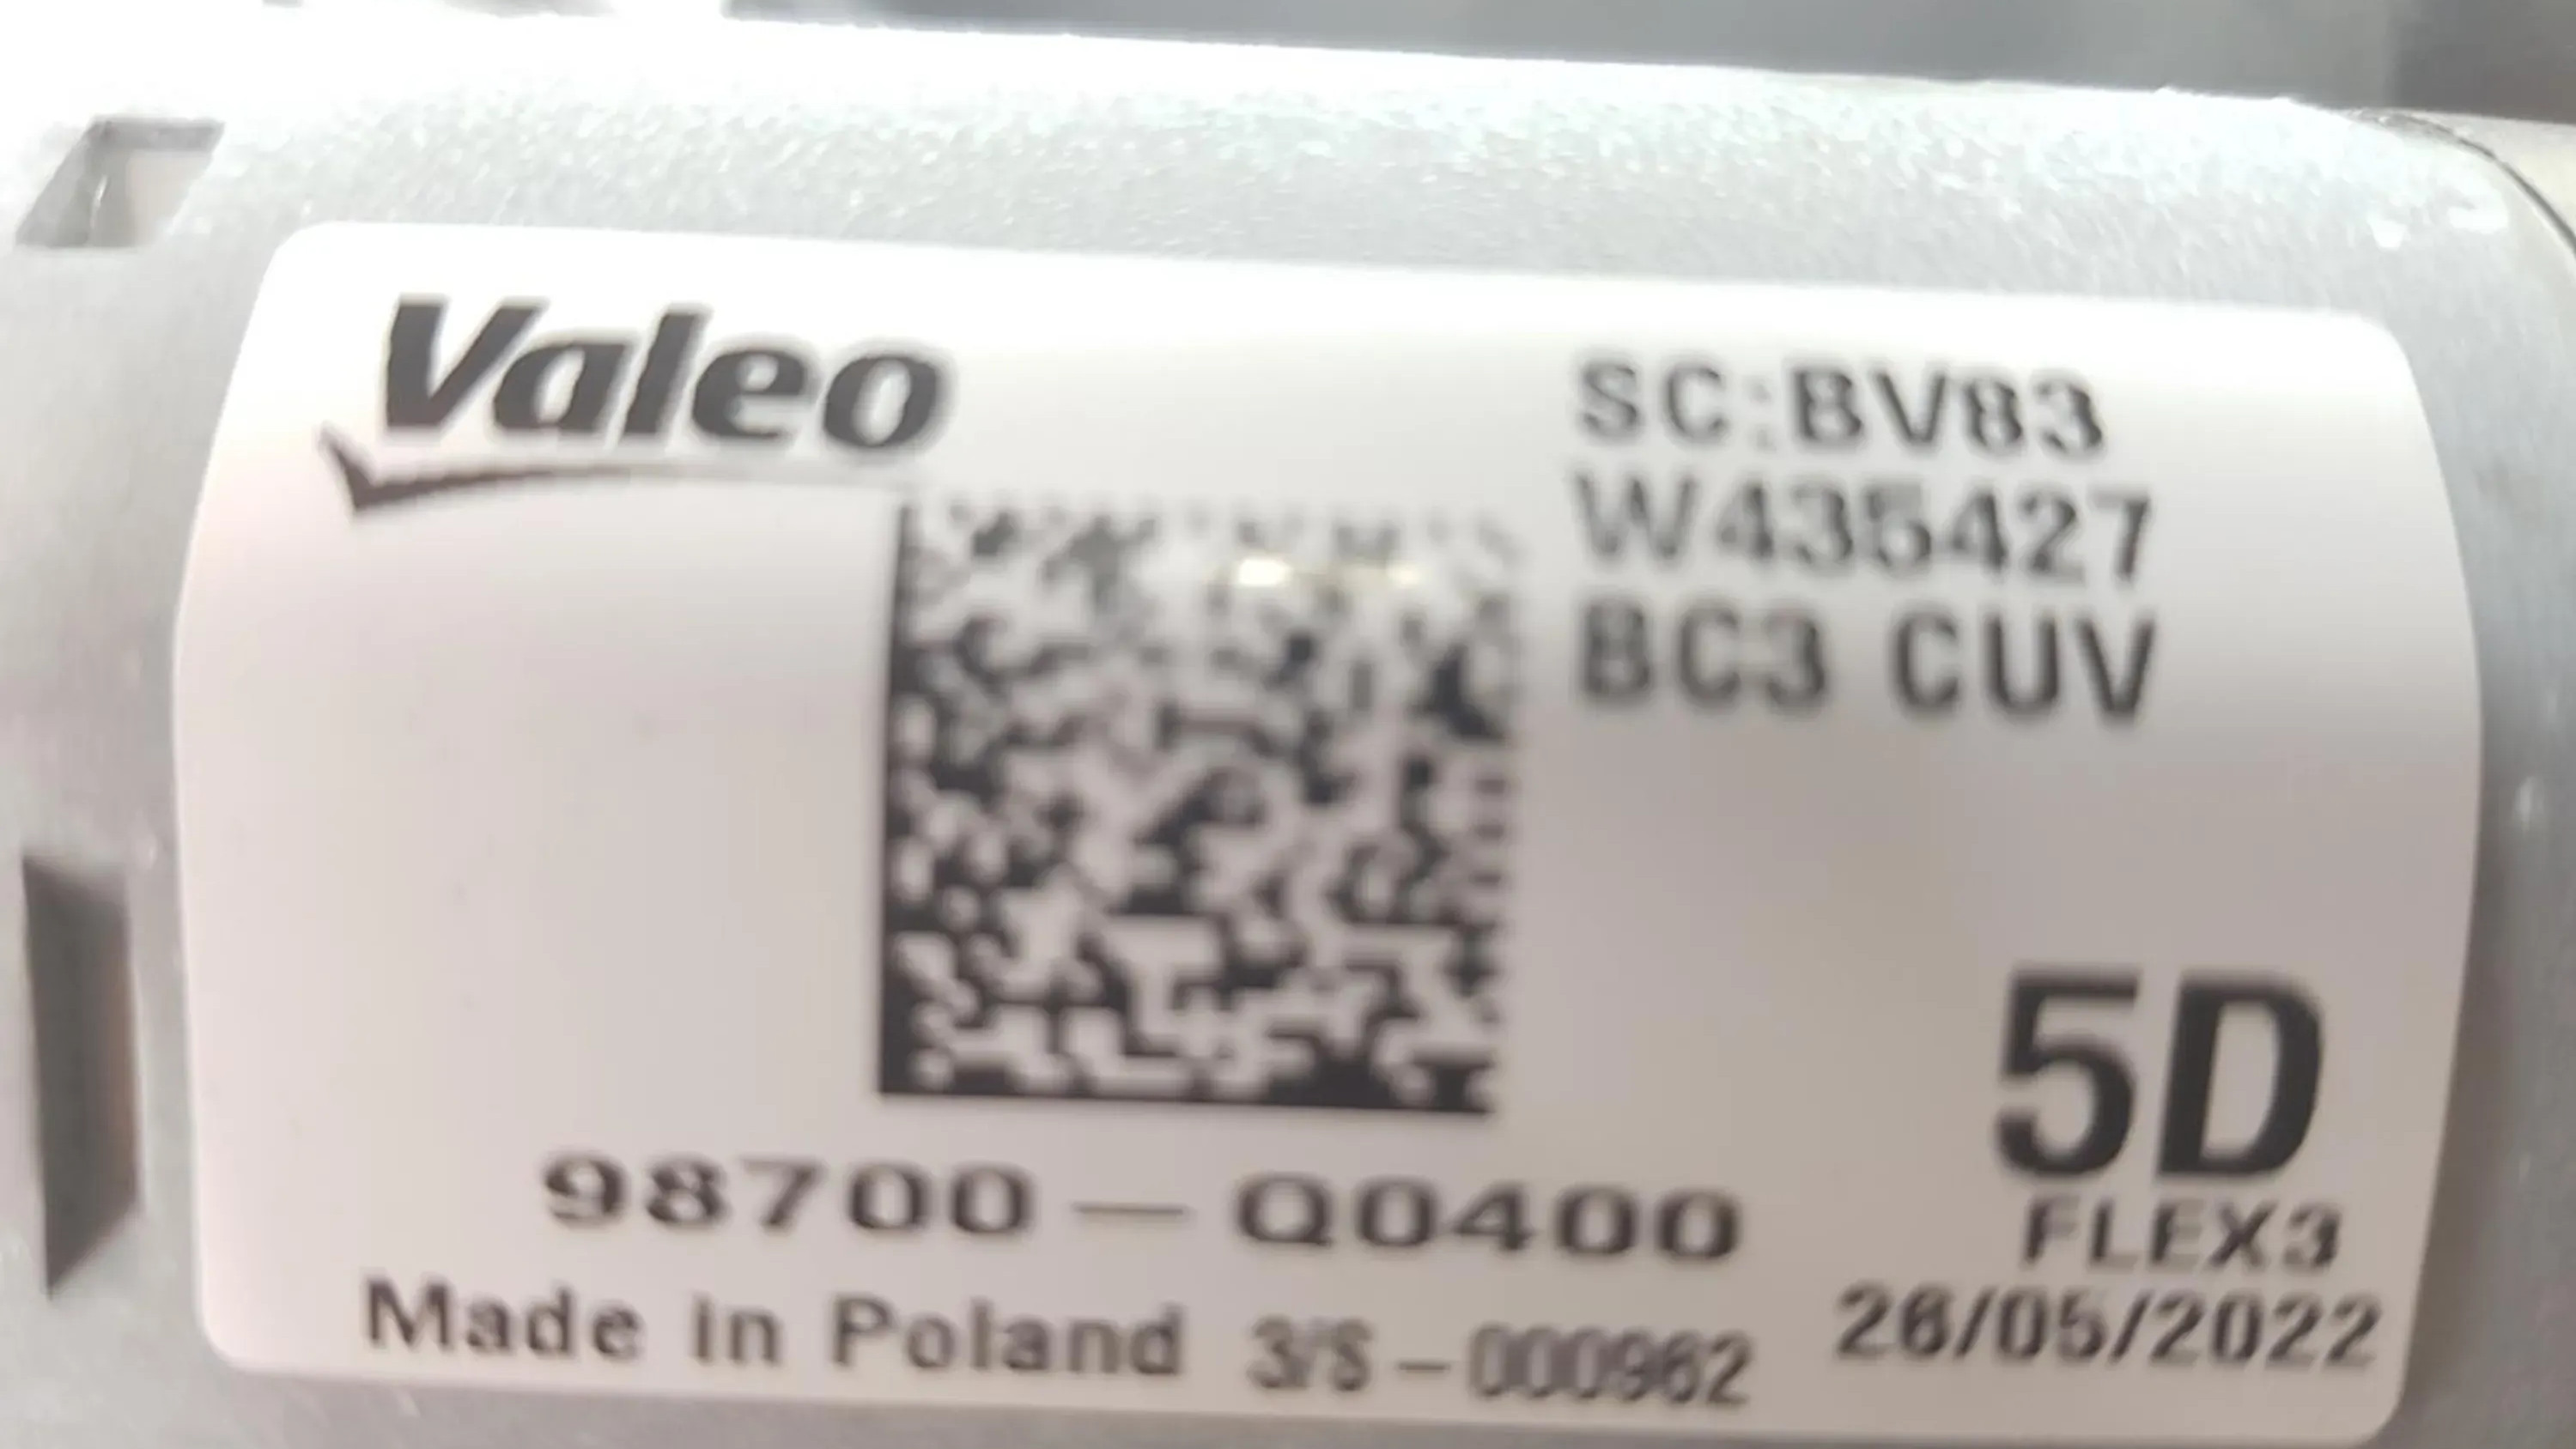 Valeo
SC:BV83
W435427
BC3 CUV
5D
FLEX3
98700-Q0400
Made in Poland 3/S-000962 26/05/2022